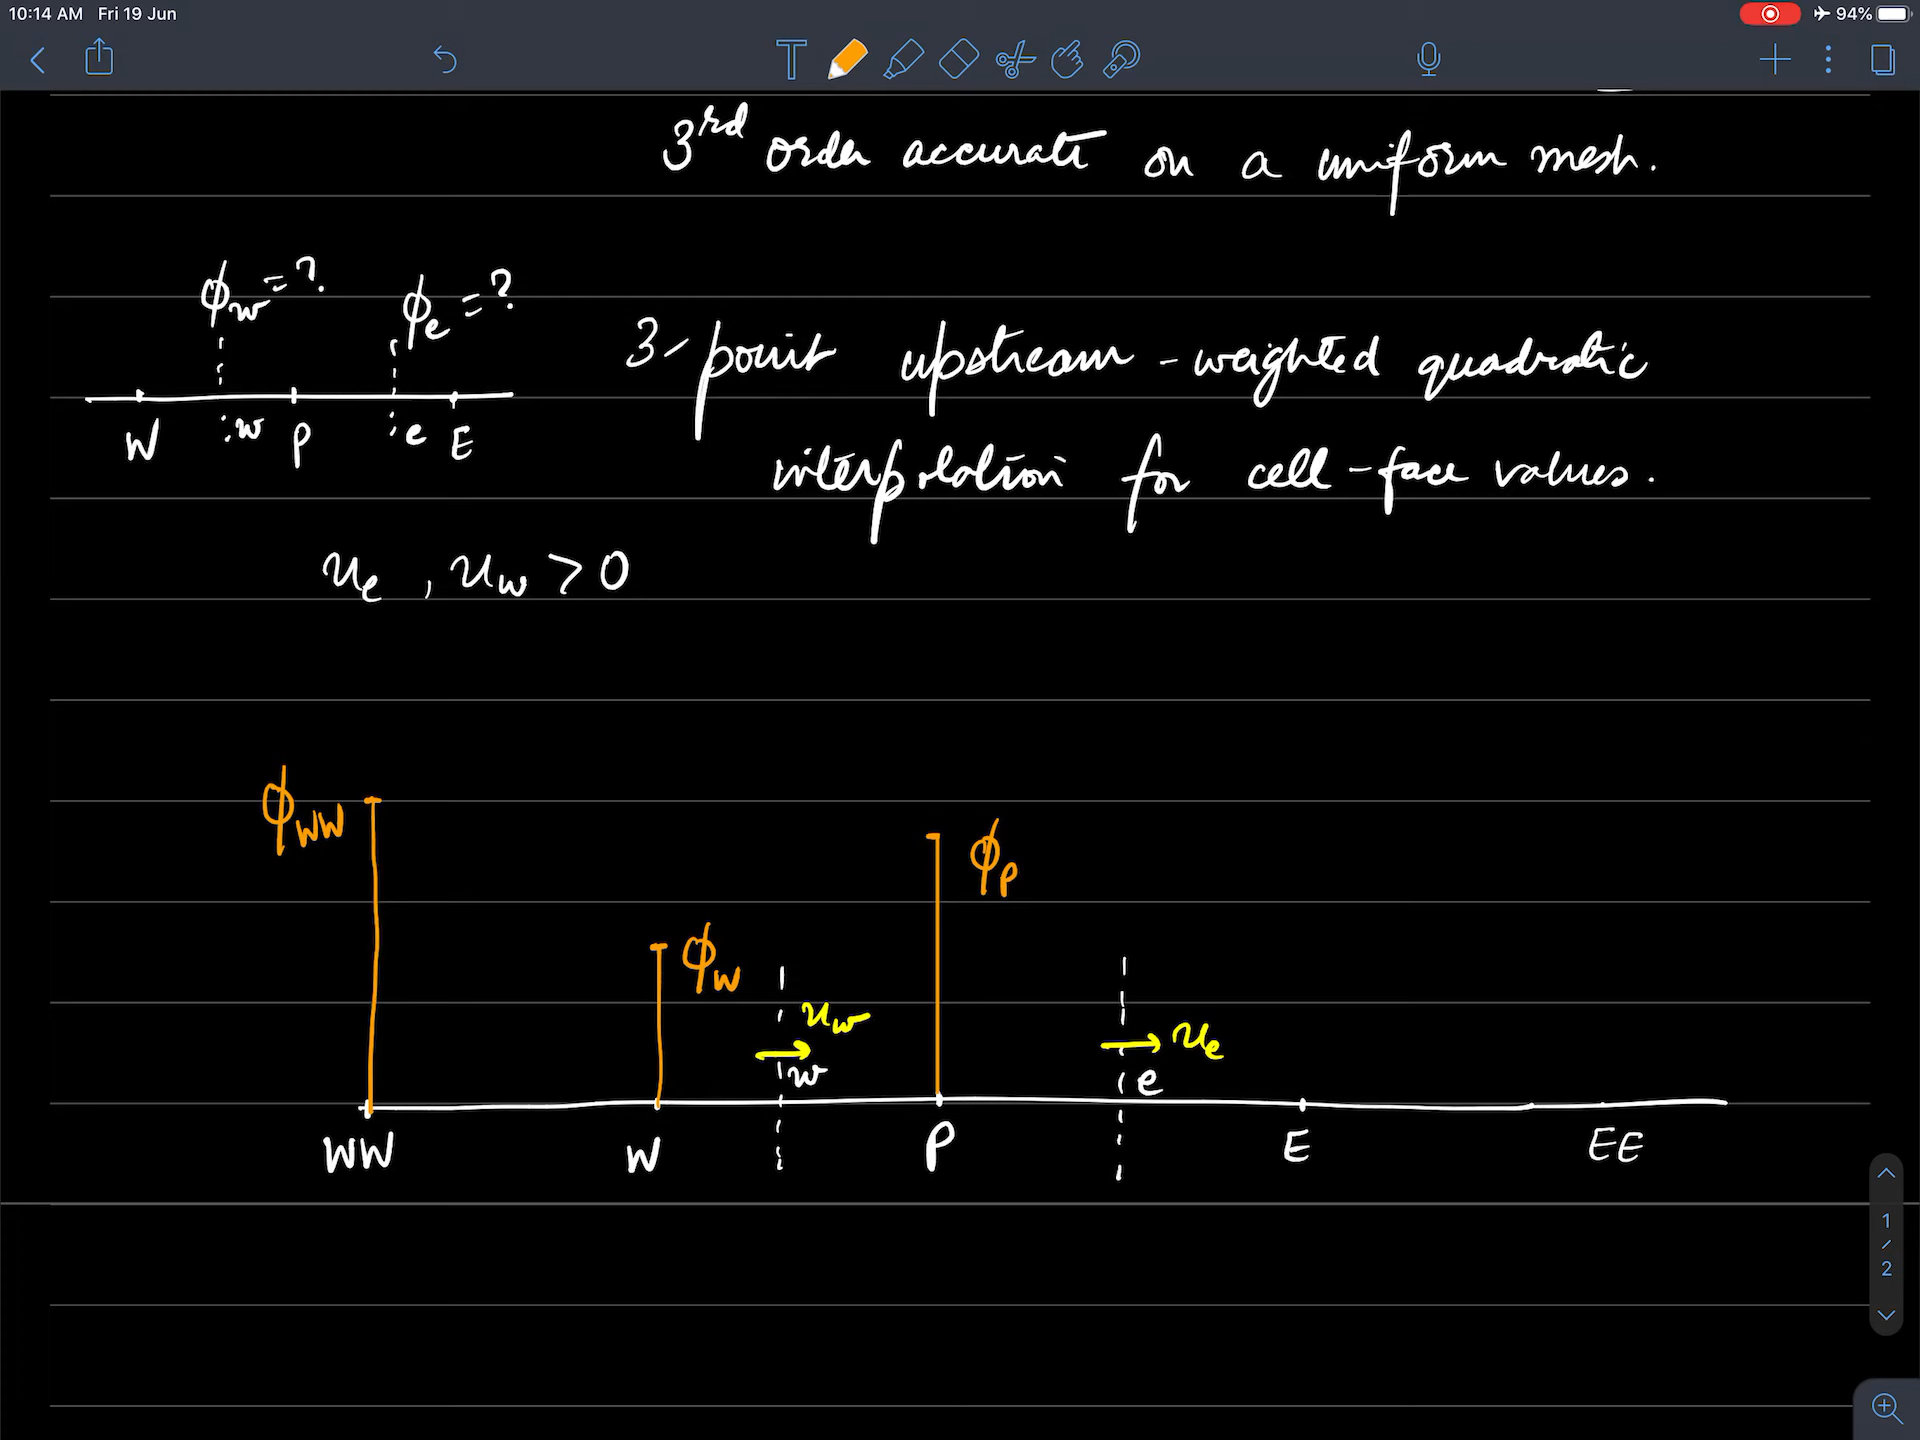 10:14 AM Fri 19 Jun 94%
3rd order accurate on a uniform mesh.
ϕw=? ϕe=?
3-point upstream-weighted quadratic
W w P e E
interpolation for cell-face values.
ue, uw > 0
ϕWW
ϕP
ϕW
uw
ue
w e
WW W P E EE
1
/
2